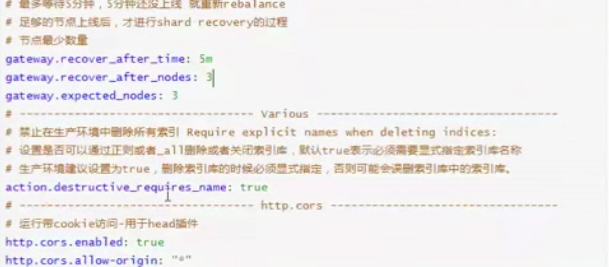 # 最多等待5分钟，5分钟还没上线 就重新rebalance
# 足够的节点上线后，才进行shard recovery的过程
# 节点最少数量
gateway.recover_after_time: 5m
gateway.recover_after_nodes: 3
gateway.expected_nodes: 3
# ---------------------------------- Various -----------------------------------
# 禁止在生产环境中删除所有索引 Require explicit names when deleting indices:
# 设置是否可以通过正则或者_all删除或者关闭索引库，默认true表示必须需要显式指定索引库名称
# 生产环境建议设置为true，删除索引库的时候必须显式指定，否则可能会误删索引库中的索引库。
action.destructive_requires_name: true
# ---------------------------------- http.cors -----------------------------------
# 运行带cookie访问-用于head插件
http.cors.enabled: true
http.cors.allow-origin: "*"